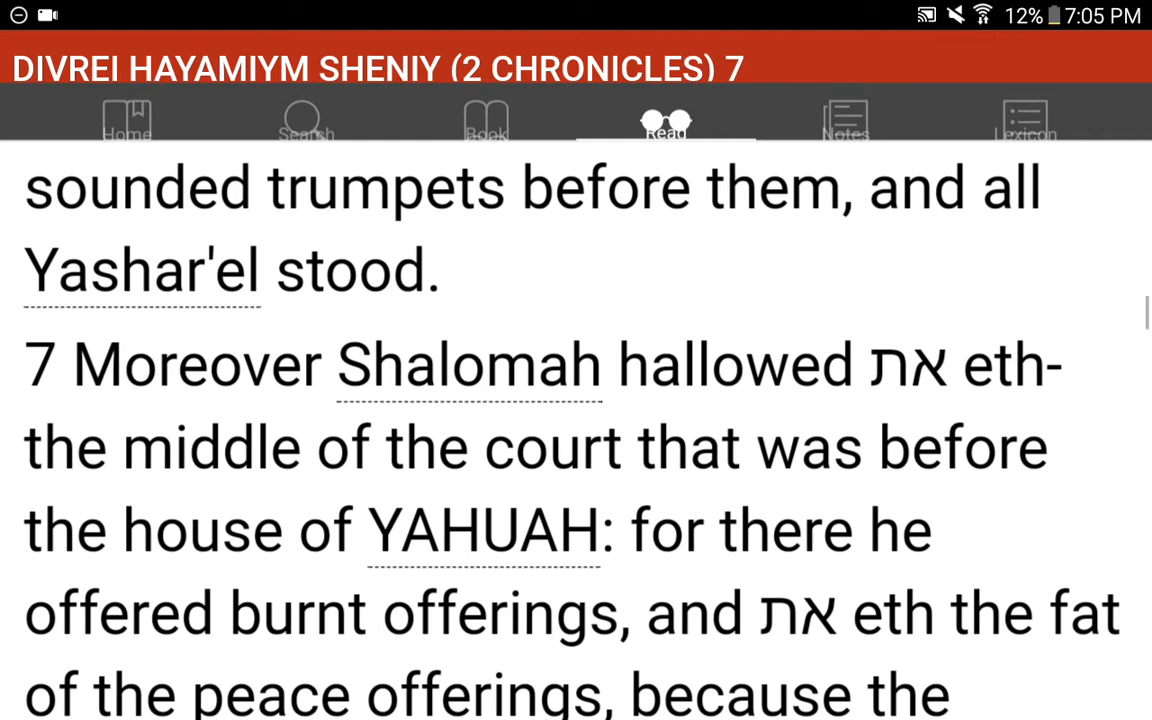 12% 7:05 PM
DIVREI HAYAMIYM SHENIY (2 CHRONICLES) 7
Home Search Book Read Notes Lexicon
sounded trumpets before them, and all
Yashar'el stood.
7 Moreover Shalomah hallowed את eth-
the middle of the court that was before
the house of YAHUAH: for there he
offered burnt offerings, and את eth the fat
of the peace offerings, because the